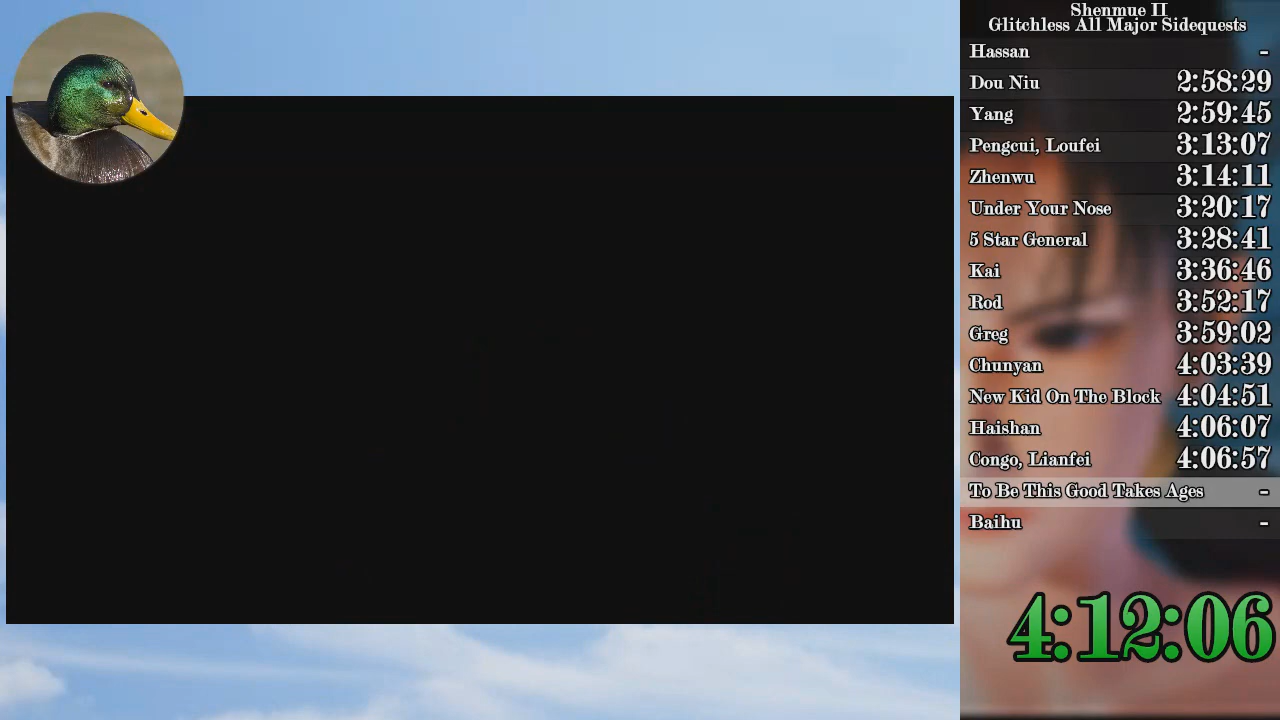 Shenmue II
Glitchless All Major Sidequests
Hassan -
Dou Niu 2:58:29
Yang 2:59:45
Pengcui, Loufei 3:13:07
Zhenwu 3:14:11
Under Your Nose 3:20:17
5 Star General 3:28:41
Kai 3:36:46
Rod 3:52:17
Greg 3:59:02
Chunyan 4:03:39
New Kid On The Block 4:04:51
Haishan 4:06:07
Congo, Lianfei 4:06:57
To Be This Good Takes Ages -
Baihu -
4:12:06